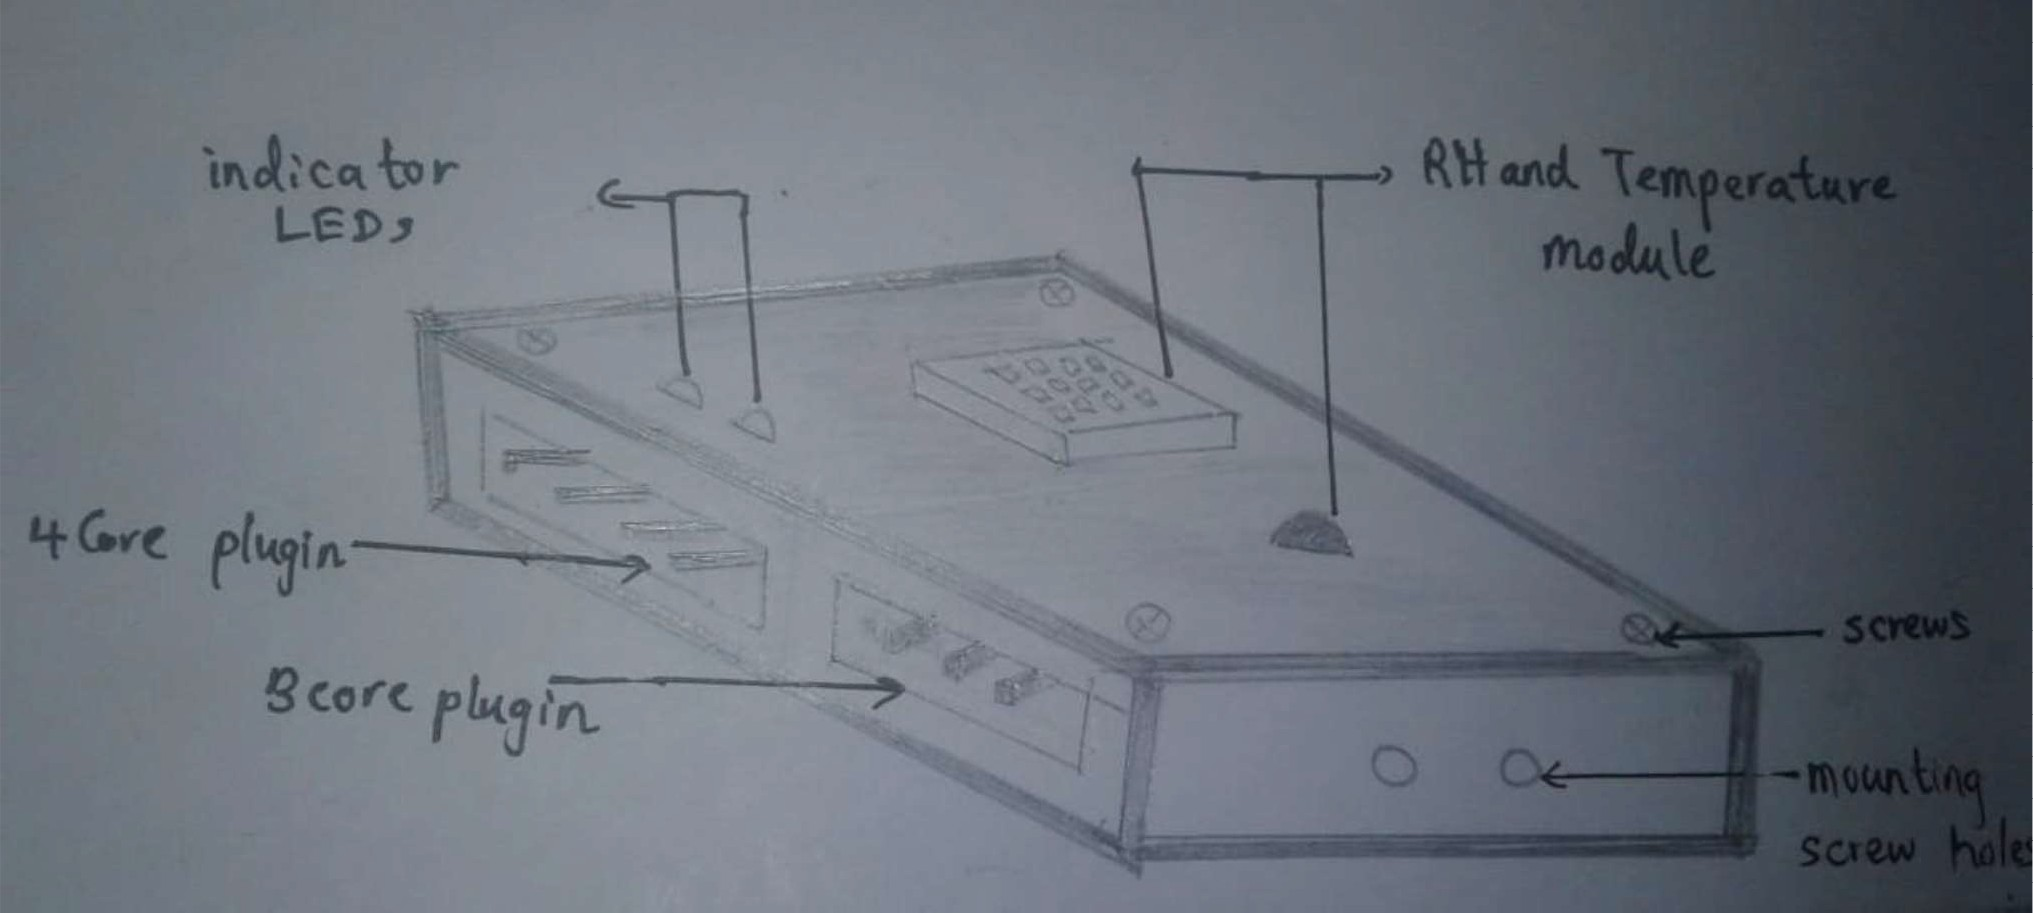 indicator
LEDs
RH and Temperature
module
4 Core plugin
3 core plugin
screws
mounting
screw holes